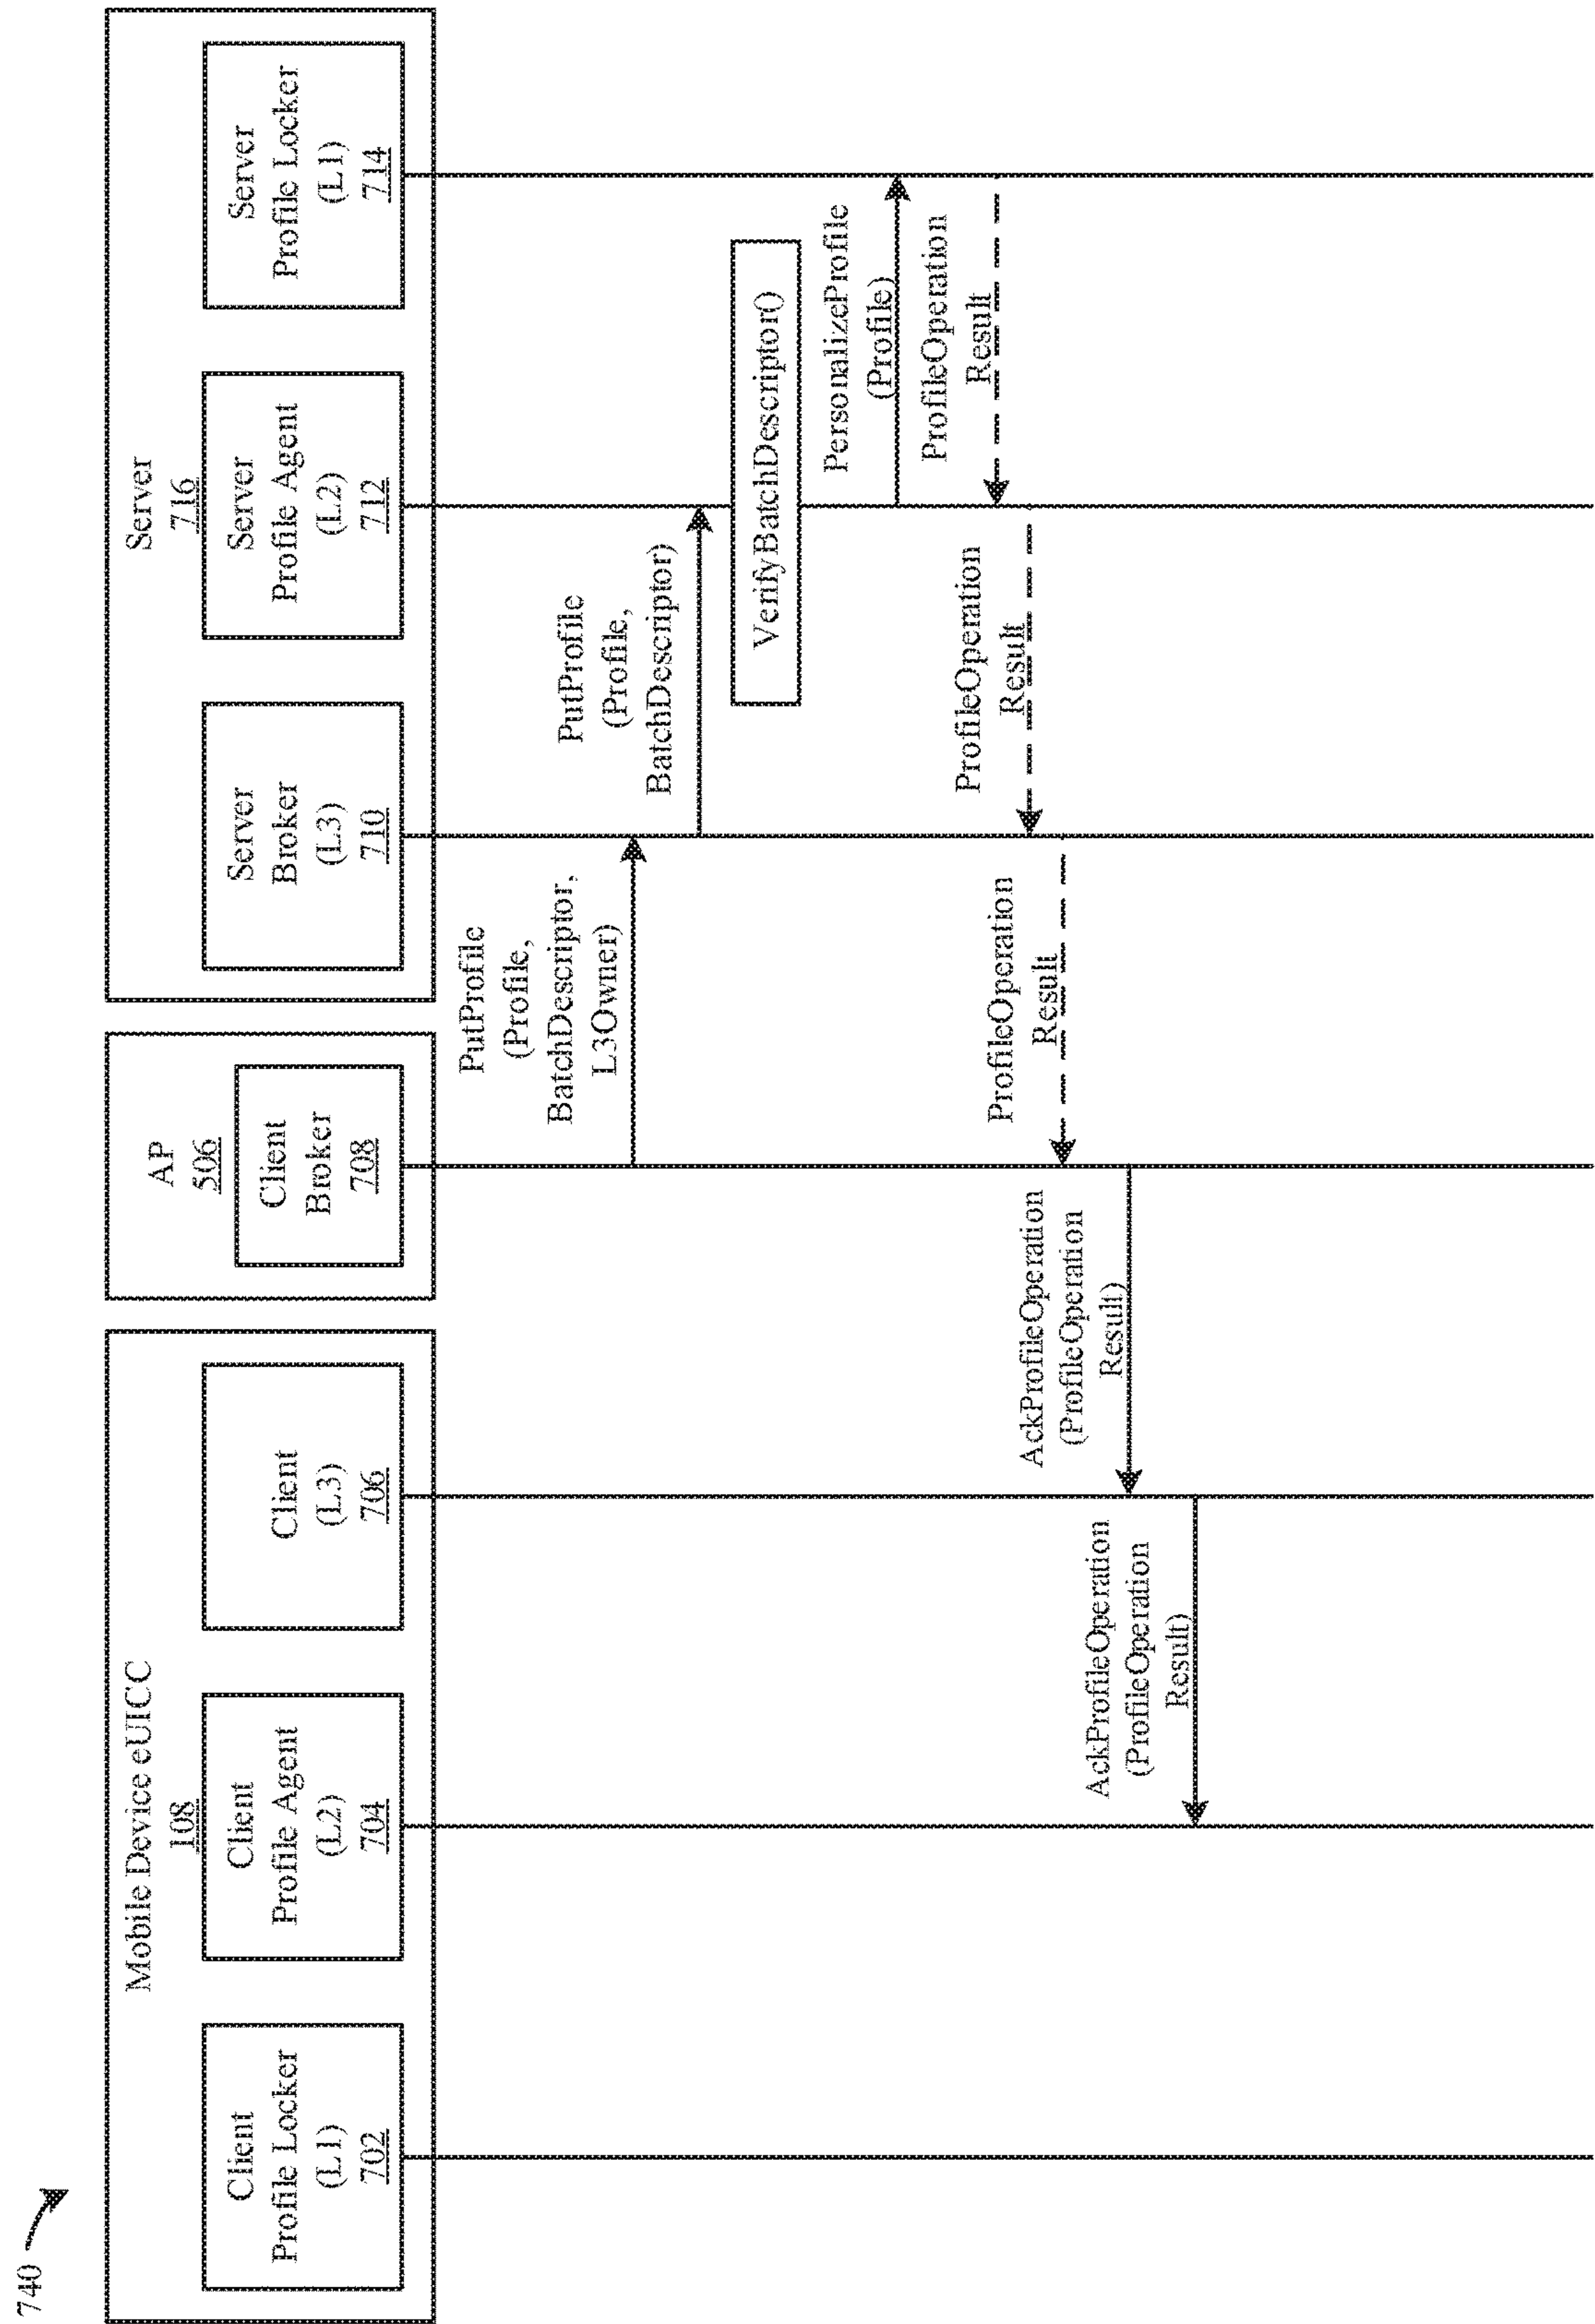 740
Mobile Device eUICC
108
Client
Profile Locker
(L1)
702
Client
Profile Agent
(L2)
704
Client
(L3)
706
AP
506
Client
Broker
708
Server
716
Server
Broker
(L3)
710
Server
Profile Agent
(L2)
712
Server
Profile Locker
(L1)
714
PutProfile
(Profile,
BatchDescriptor,
L3Owner)
PutProfile
(Profile,
BatchDescriptor)
VerifyBatchDescriptor()
PersonalizeProfile
(Profile)
ProfileOperation
Result
ProfileOperation
Result
ProfileOperation
Result
AckProfileOperation
(ProfileOperation
Result)
AckProfileOperation
(ProfileOperation
Result)